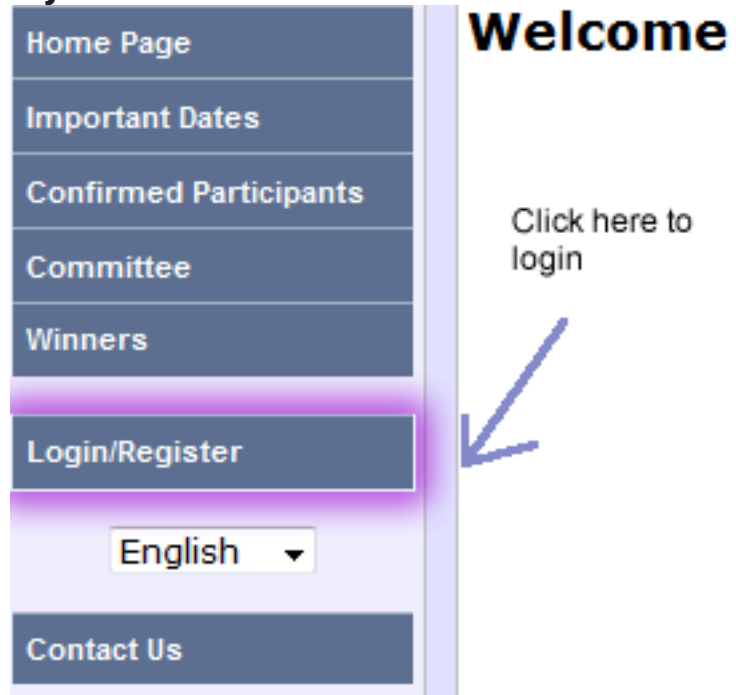 Home Page
Important Dates
Confirmed Participants
Committee
Winners
Login/Register
English
Contact Us
Welcome
Click here to
login